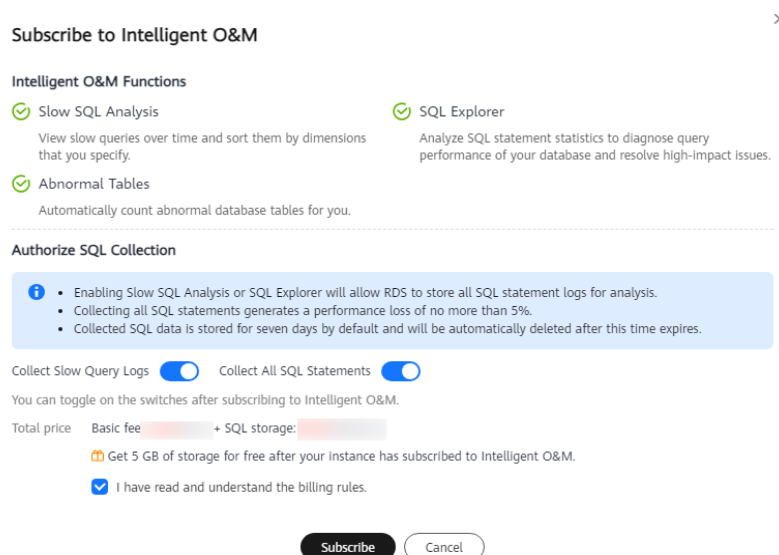 Subscribe to Intelligent O&M
Intelligent O&M Functions
Slow SQL Analysis
View slow queries over time and sort them by dimensions
that you specify.
SQL Explorer
Analyze SQL statement statistics to diagnose query
performance of your database and resolve high-impact issues.
Abnormal Tables
Automatically count abnormal database tables for you.
Authorize SQL Collection
• Enabling Slow SQL Analysis or SQL Explorer will allow RDS to store all SQL statement logs for analysis.
• Collecting all SQL statements generates a performance loss of no more than 5%.
• Collected SQL data is stored for seven days by default and will be automatically deleted after this time expires.
Collect Slow Query Logs Collect All SQL Statements
You can toggle on the switches after subscribing to Intelligent O&M.
Total price Basic fee + SQL storage:
Get 5 GB of storage for free after your instance has subscribed to Intelligent O&M.
I have read and understand the billing rules.
Subscribe Cancel